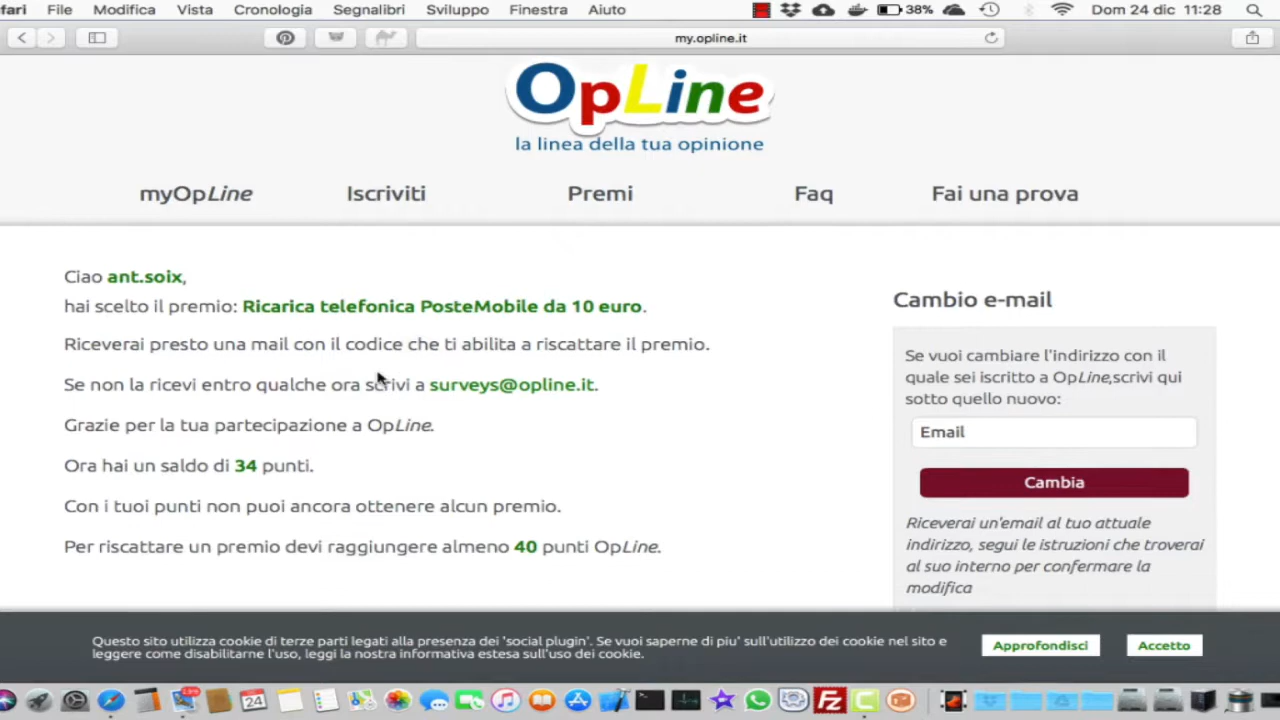 fari File Modifica Vista Cronologia Segnalibri Sviluppo Finestra Aiuto 38% Dom 24 dic 11:28
my.opline.it
OpLine
la linea della tua opinione
myOpLine Iscriviti Premi Faq Fai una prova
Ciao ant.soix,
hai scelto il premio: Ricarica telefonica PosteMobile da 10 euro.
Riceverai presto una mail con il codice che ti abilita a riscattare il premio.
Se non la ricevi entro qualche ora scrivi a surveys@opline.it.
Grazie per la tua partecipazione a OpLine.
Ora hai un saldo di 34 punti.
Con i tuoi punti non puoi ancora ottenere alcun premio.
Per riscattare un premio devi raggiungere almeno 40 punti OpLine.
Cambio e-mail
Se vuoi cambiare l'indirizzo con il
quale sei iscritto a OpLine,scrivi qui
sotto quello nuovo:
Email
Cambia
Riceverai un'email al tuo attuale
indirizzo, segui le istruzioni che troverai
al suo interno per confermare la
modifica
Questo sito utilizza cookie di terze parti legati alla presenza dei 'social plugin'. Se vuoi saperne di piu' sull'utilizzo dei cookie nel sito e
leggere come disabilitarne l'uso, leggi la nostra informativa estesa sull'uso dei cookie.
Approfondisci Accetto
24
Fz